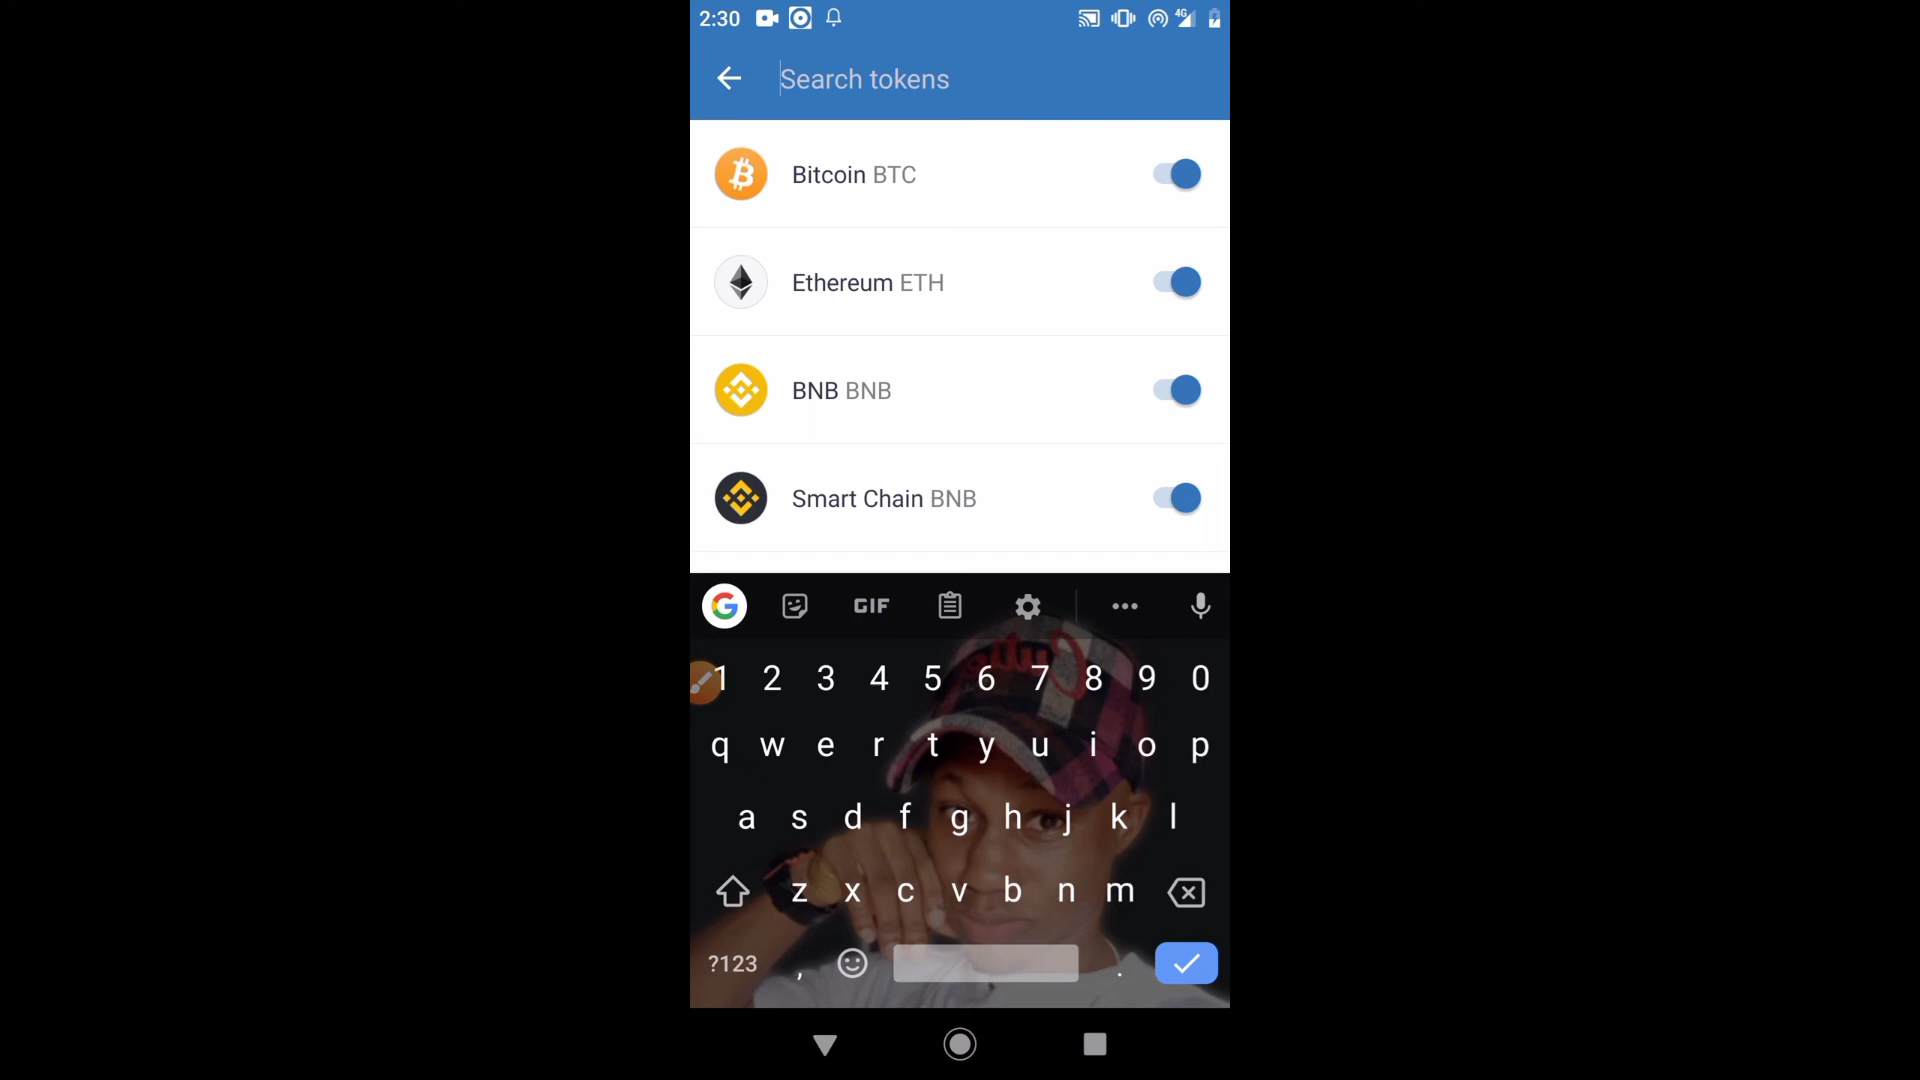 2:30
4G
Search tokens
Bitcoin BTC
Ethereum ETH
BNB BNB
Smart Chain BNB
G GIF
1 2 3 4 5 6 7 8 9 0
q w e r t y u i o p
a s d f g h j k l
z x c v b n m
?123 , .